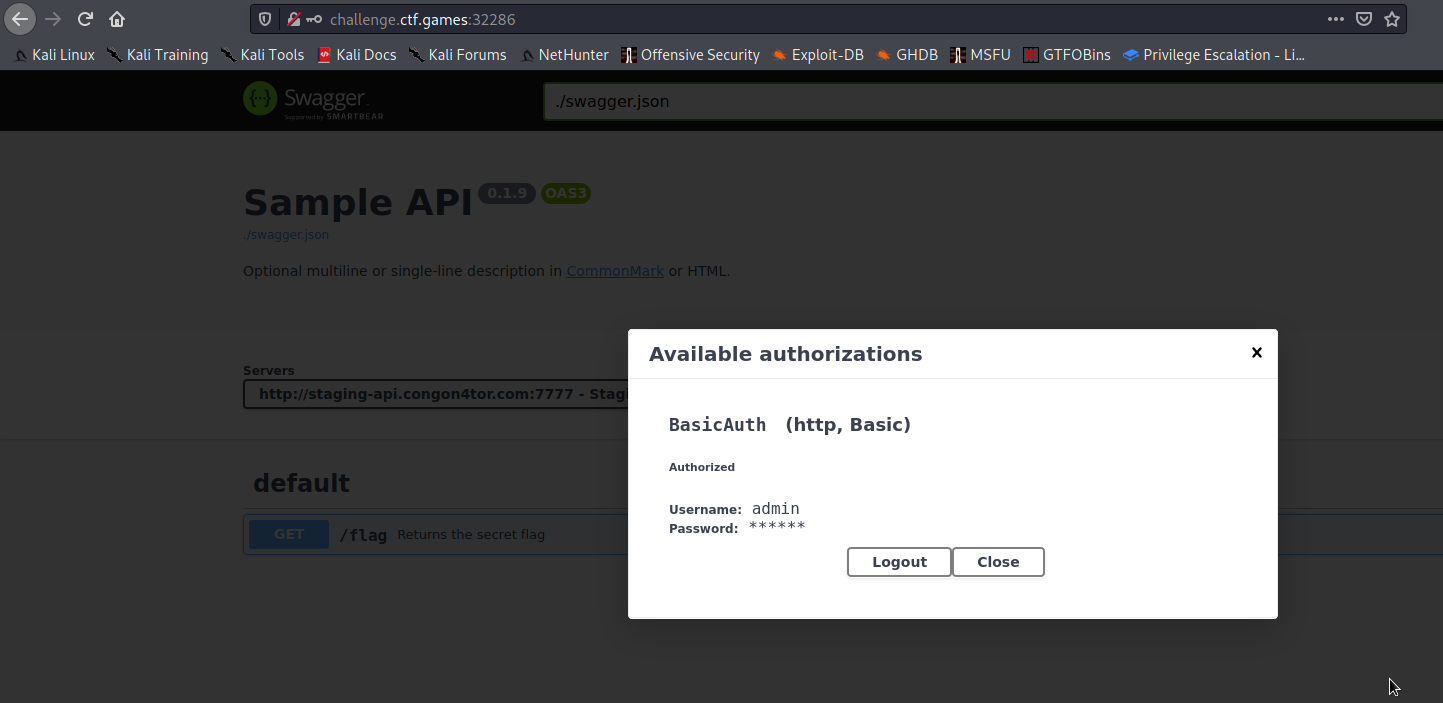 challenge.ctf.games:32286
Kali Linux Kali Training Kali Tools Kali Docs Kali Forums NetHunter Offensive Security Exploit-DB GHDB MSFU GTFOBins Privilege Escalation - Li...
Swagger.
Supported by SMARTBEAR
./swagger.json
Sample API 0.1.9 OAS3
./swagger.json
Optional multiline or single-line description in CommonMark or HTML.
Available authorizations
Servers
http://staging-api.congon4tor.com:7777 - Stag
BasicAuth (http, Basic)
Authorized
default
Username: admin
Password: ******
GET /flag Returns the secret flag
Logout Close